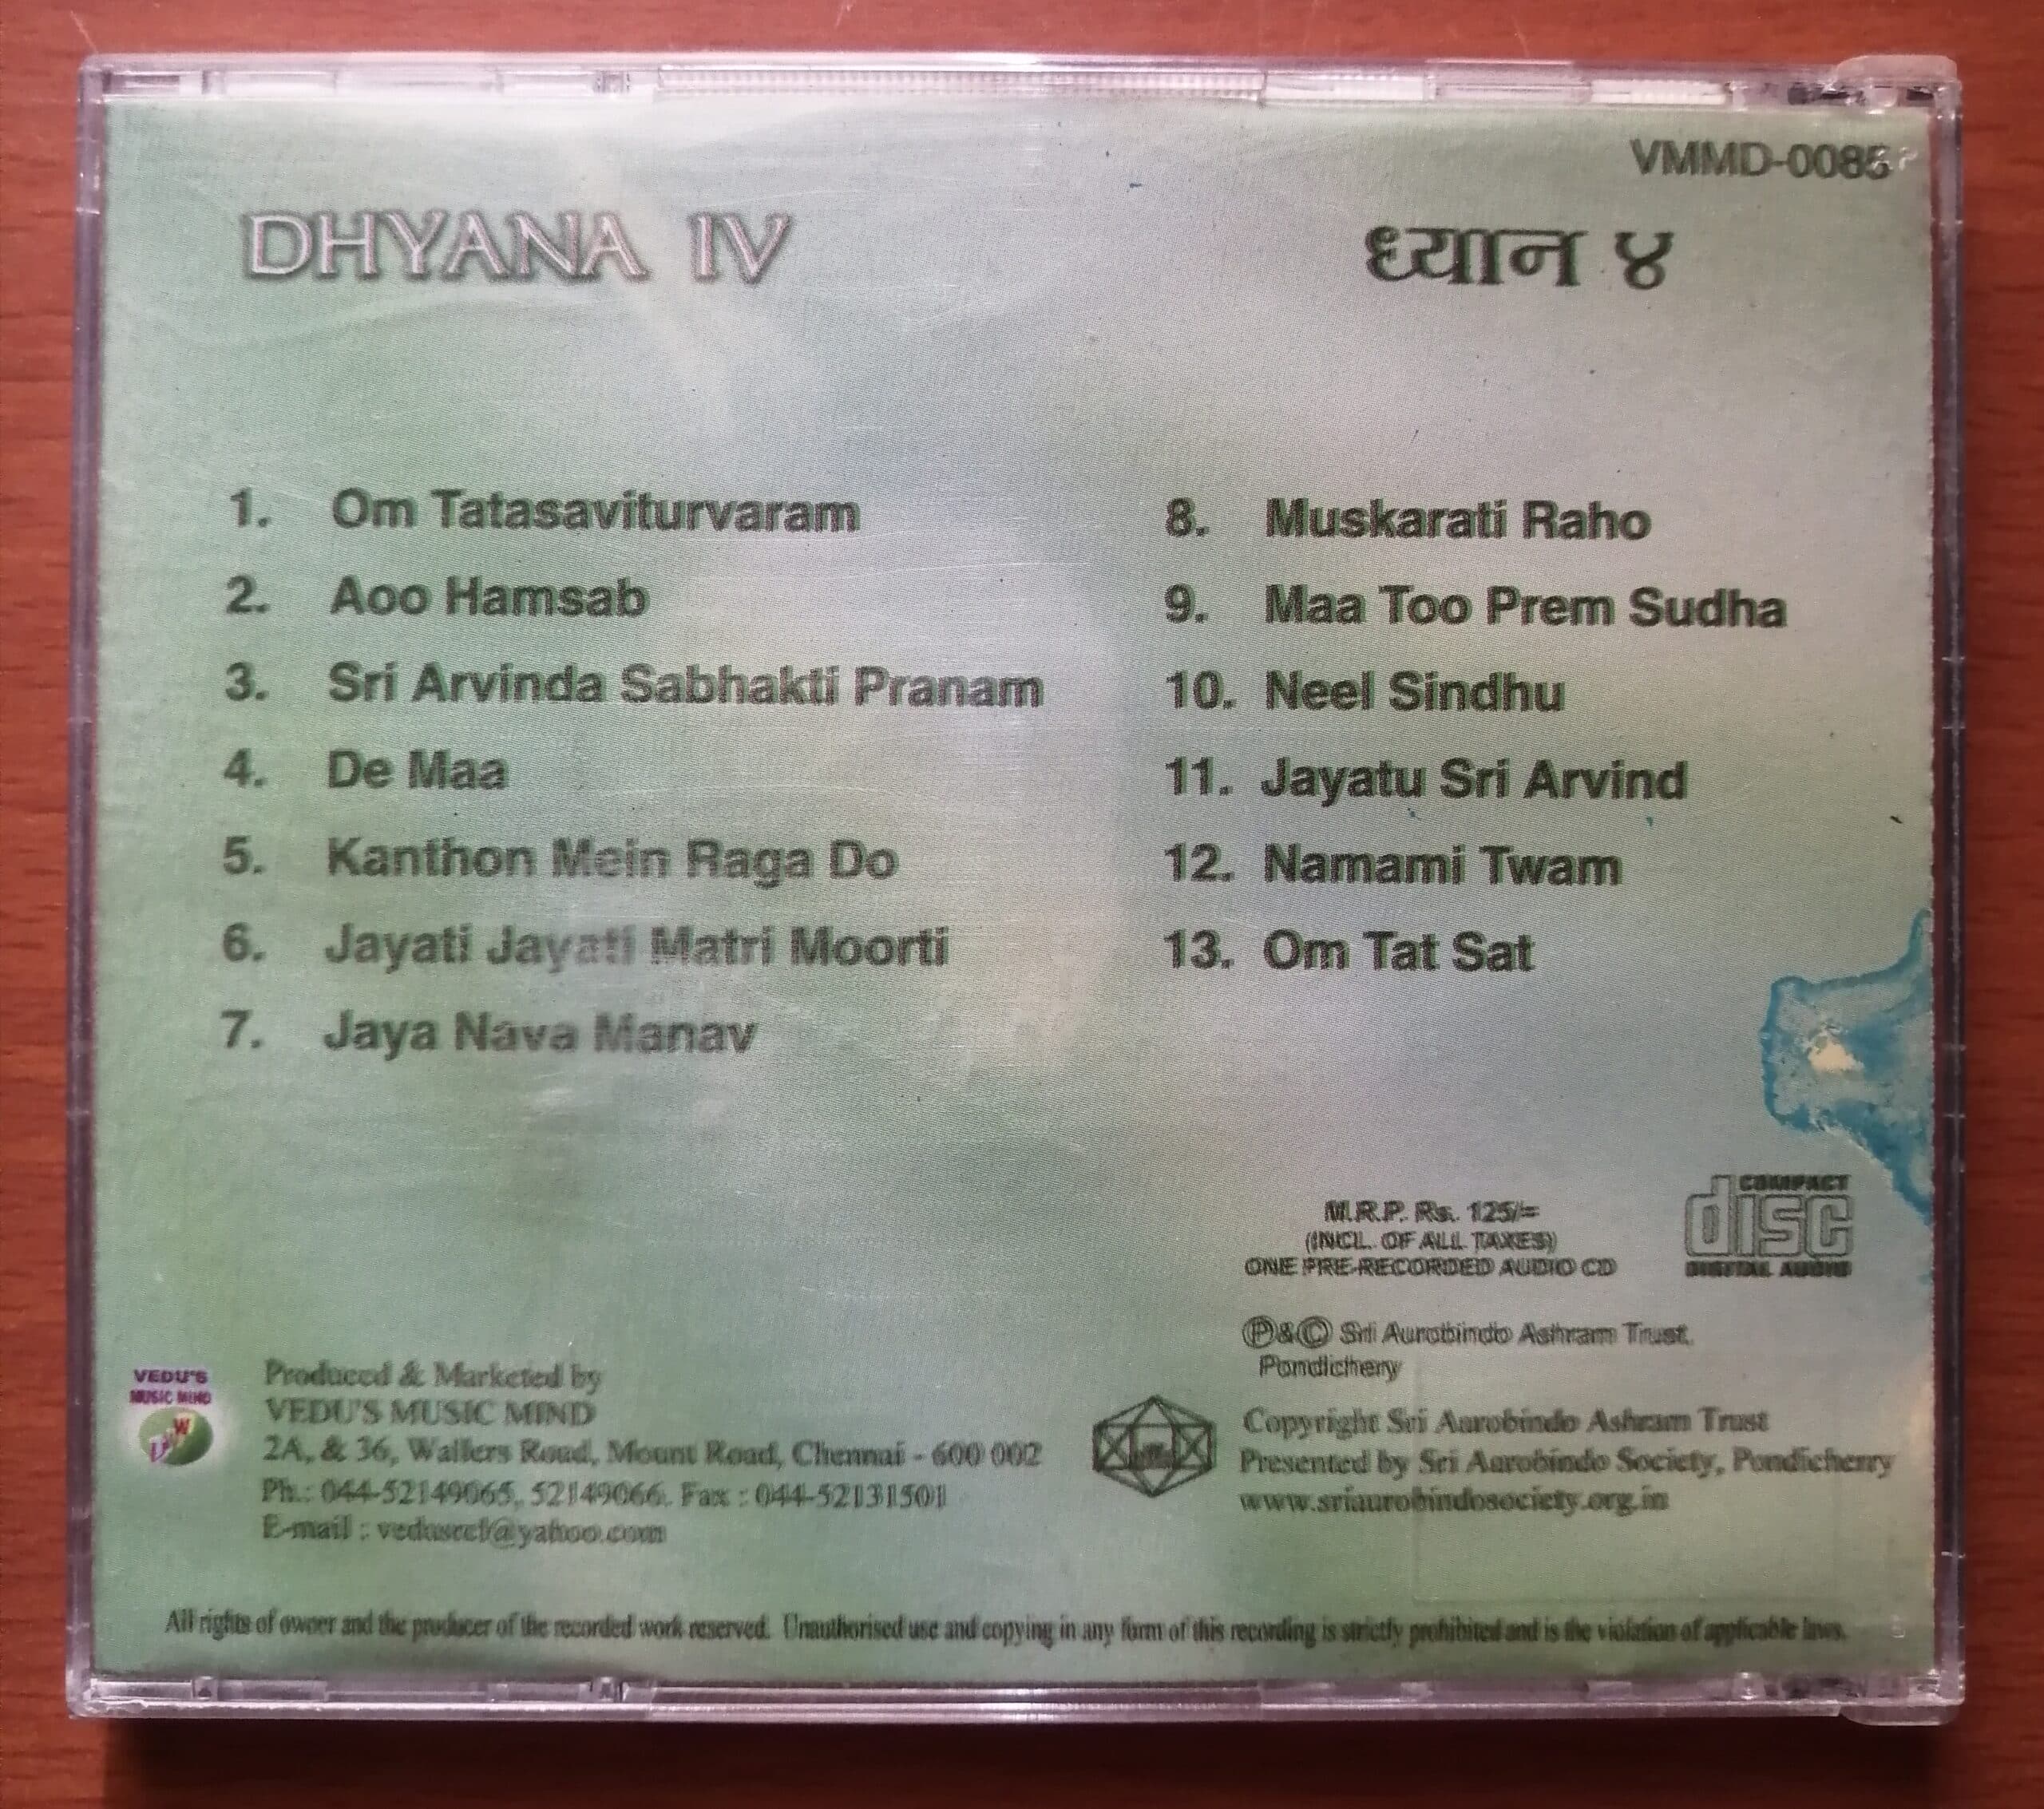 VMMD-0085
DHYANA IV
ध्यान ४
1. Om Tatasaviturvaram
2. Aoo Hamsab
3. Sri Arvinda Sabhakti Pranam
4. De Maa
5. Kanthon Mein Raga Do
6. Jayati Jayati Matri Moorti
7. Jaya Nava Manav
8. Muskarati Raho
9. Maa Too Prem Sudha
10. Neel Sindhu
11. Jayatu Sri Arvind
12. Namami Twam
13. Om Tat Sat
M.R.P. Rs. 125/=
(INCL. OF ALL TAXES)
ONE PRE-RECORDED AUDIO CD
COMPACT
disc
DIGITAL AUDIO
Ⓟ&© Sri Aurobindo Ashram Trust,
Pondicherry
Copyright Sri Aurobindo Ashram Trust
Presented by Sri Aurobindo Society, Pondicherry
www.sriaurobindosociety.org.in
VEDU'S
MUSIC MIND
Produced & Marketed by
VEDU'S MUSIC MIND
2A, & 36, Wallers Road, Mount Road, Chennai - 600 002
Ph.: 044-52149065, 52149066. Fax : 044-52131501
E-mail :
All rights of owner and the producer of the recorded work reserved. Unauthorised use and copying in any form of this recording is strictly prohibited and is the violation of applicable laws.